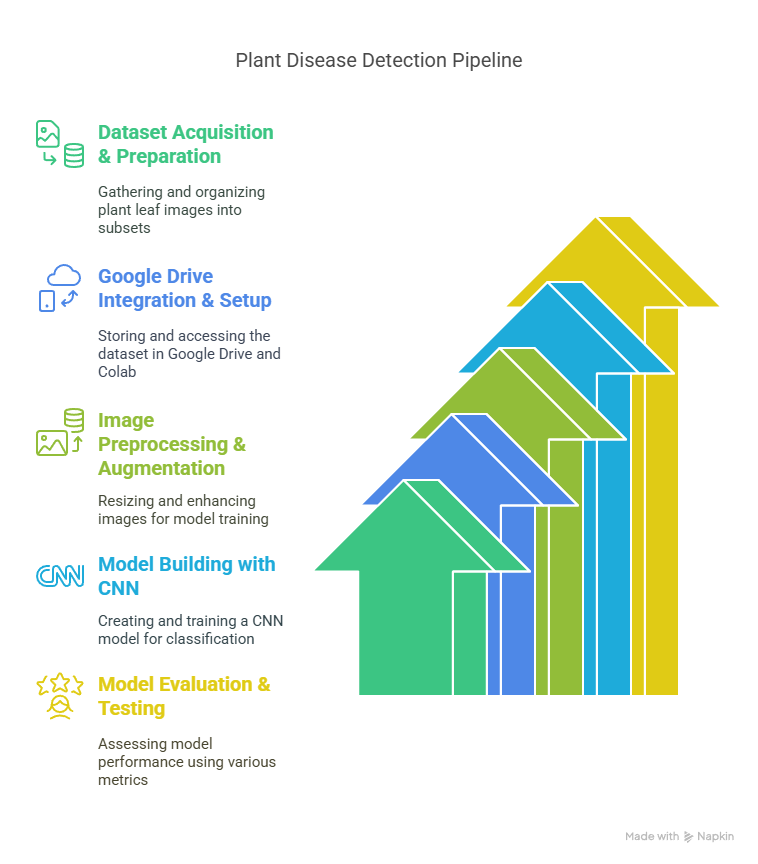 Plant Disease Detection Pipeline
Dataset Acquisition
& Preparation
Gathering and organizing
plant leaf images into
subsets
Google Drive
Integration & Setup
Storing and accessing the
dataset in Google Drive and
Colab
Image
Preprocessing &
Augmentation
Resizing and enhancing
images for model training
CNN
Model Building with
CNN
Creating and training a CNN
model for classification
Model Evaluation &
Testing
Assessing model
performance using various
metrics
Made with Napkin